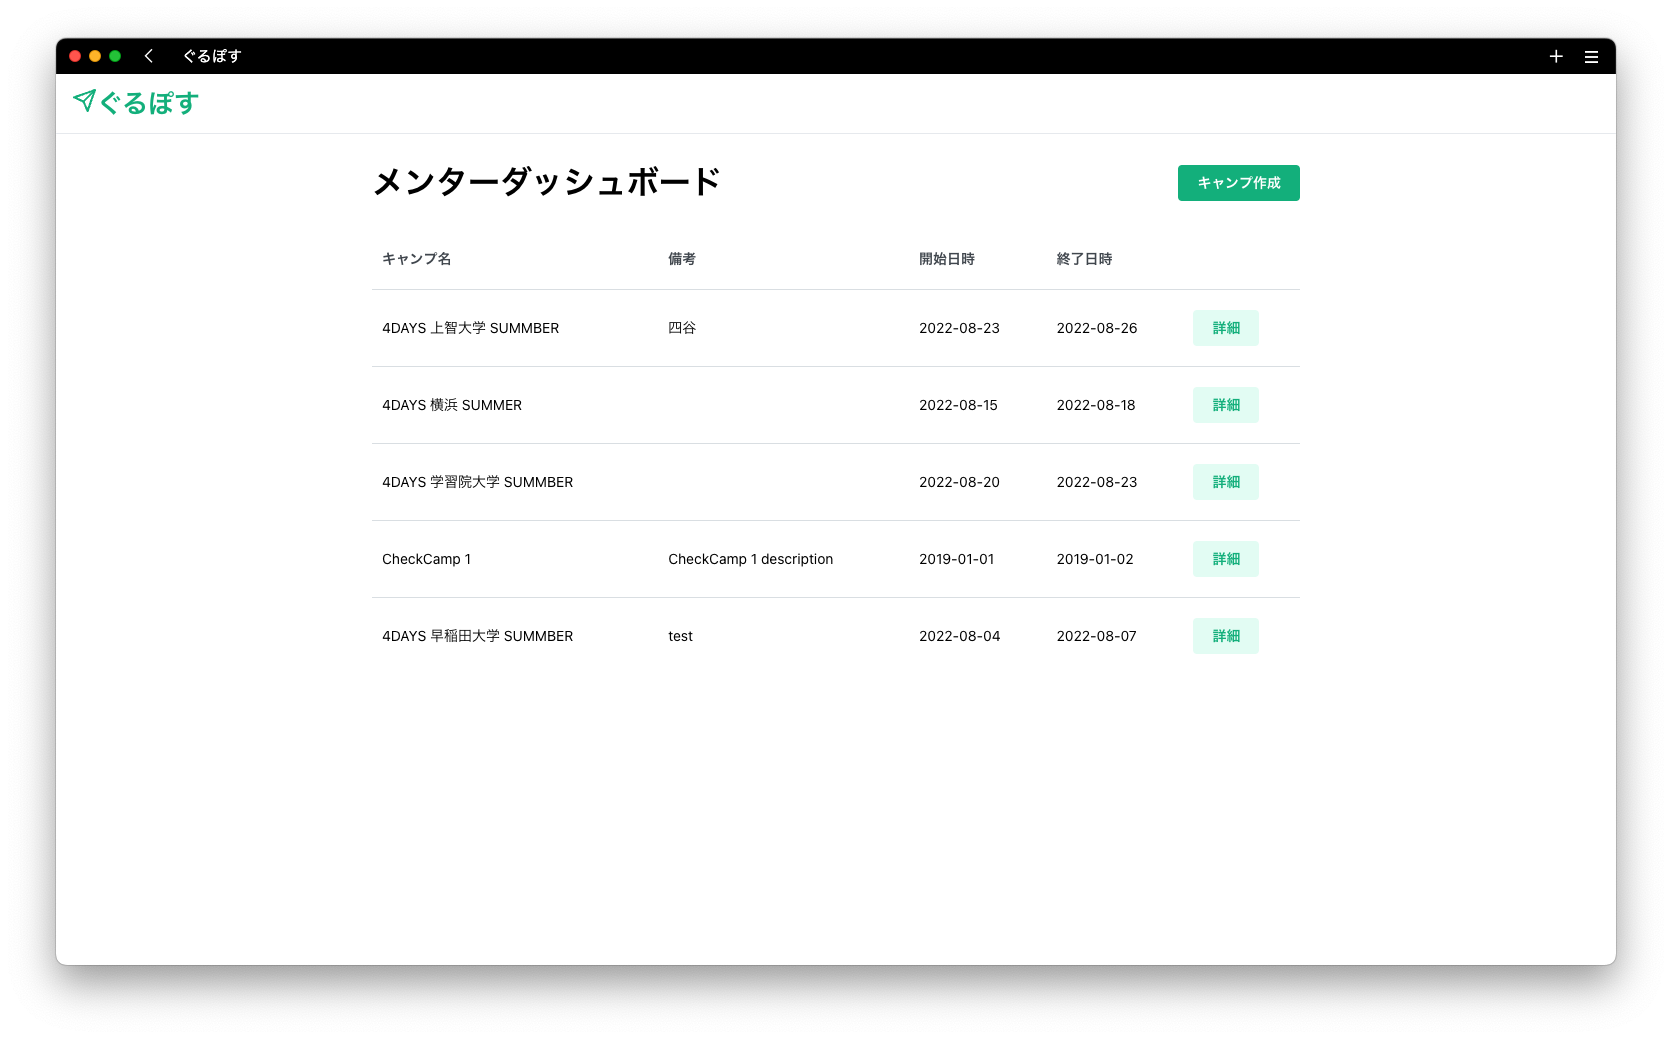 ぐるぽす
ぐるぽす
メンターダッシュボード キャンプ作成
キャンプ名 備考 開始日時 終了日時
4DAYS 上智大学 SUMMBER 四谷 2022-08-23 2022-08-26 詳細
4DAYS 横浜 SUMMER 2022-08-15 2022-08-18 詳細
4DAYS 学習院大学 SUMMBER 2022-08-20 2022-08-23 詳細
CheckCamp 1 CheckCamp 1 description 2019-01-01 2019-01-02 詳細
4DAYS 早稲田大学 SUMMBER test 2022-08-04 2022-08-07 詳細